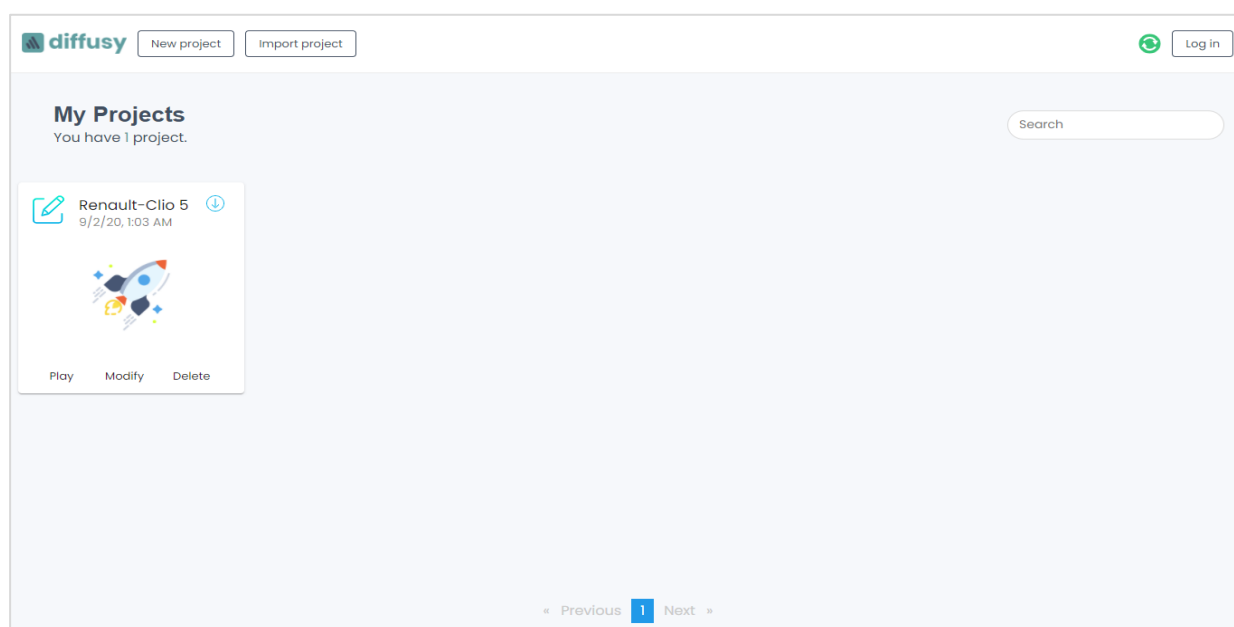 diffusy New project Import project Log in
My Projects
You have 1 project.
Search
Renault-Clio 5
9/2/20, 1:03 AM
Play Modify Delete
« Previous 1 Next »